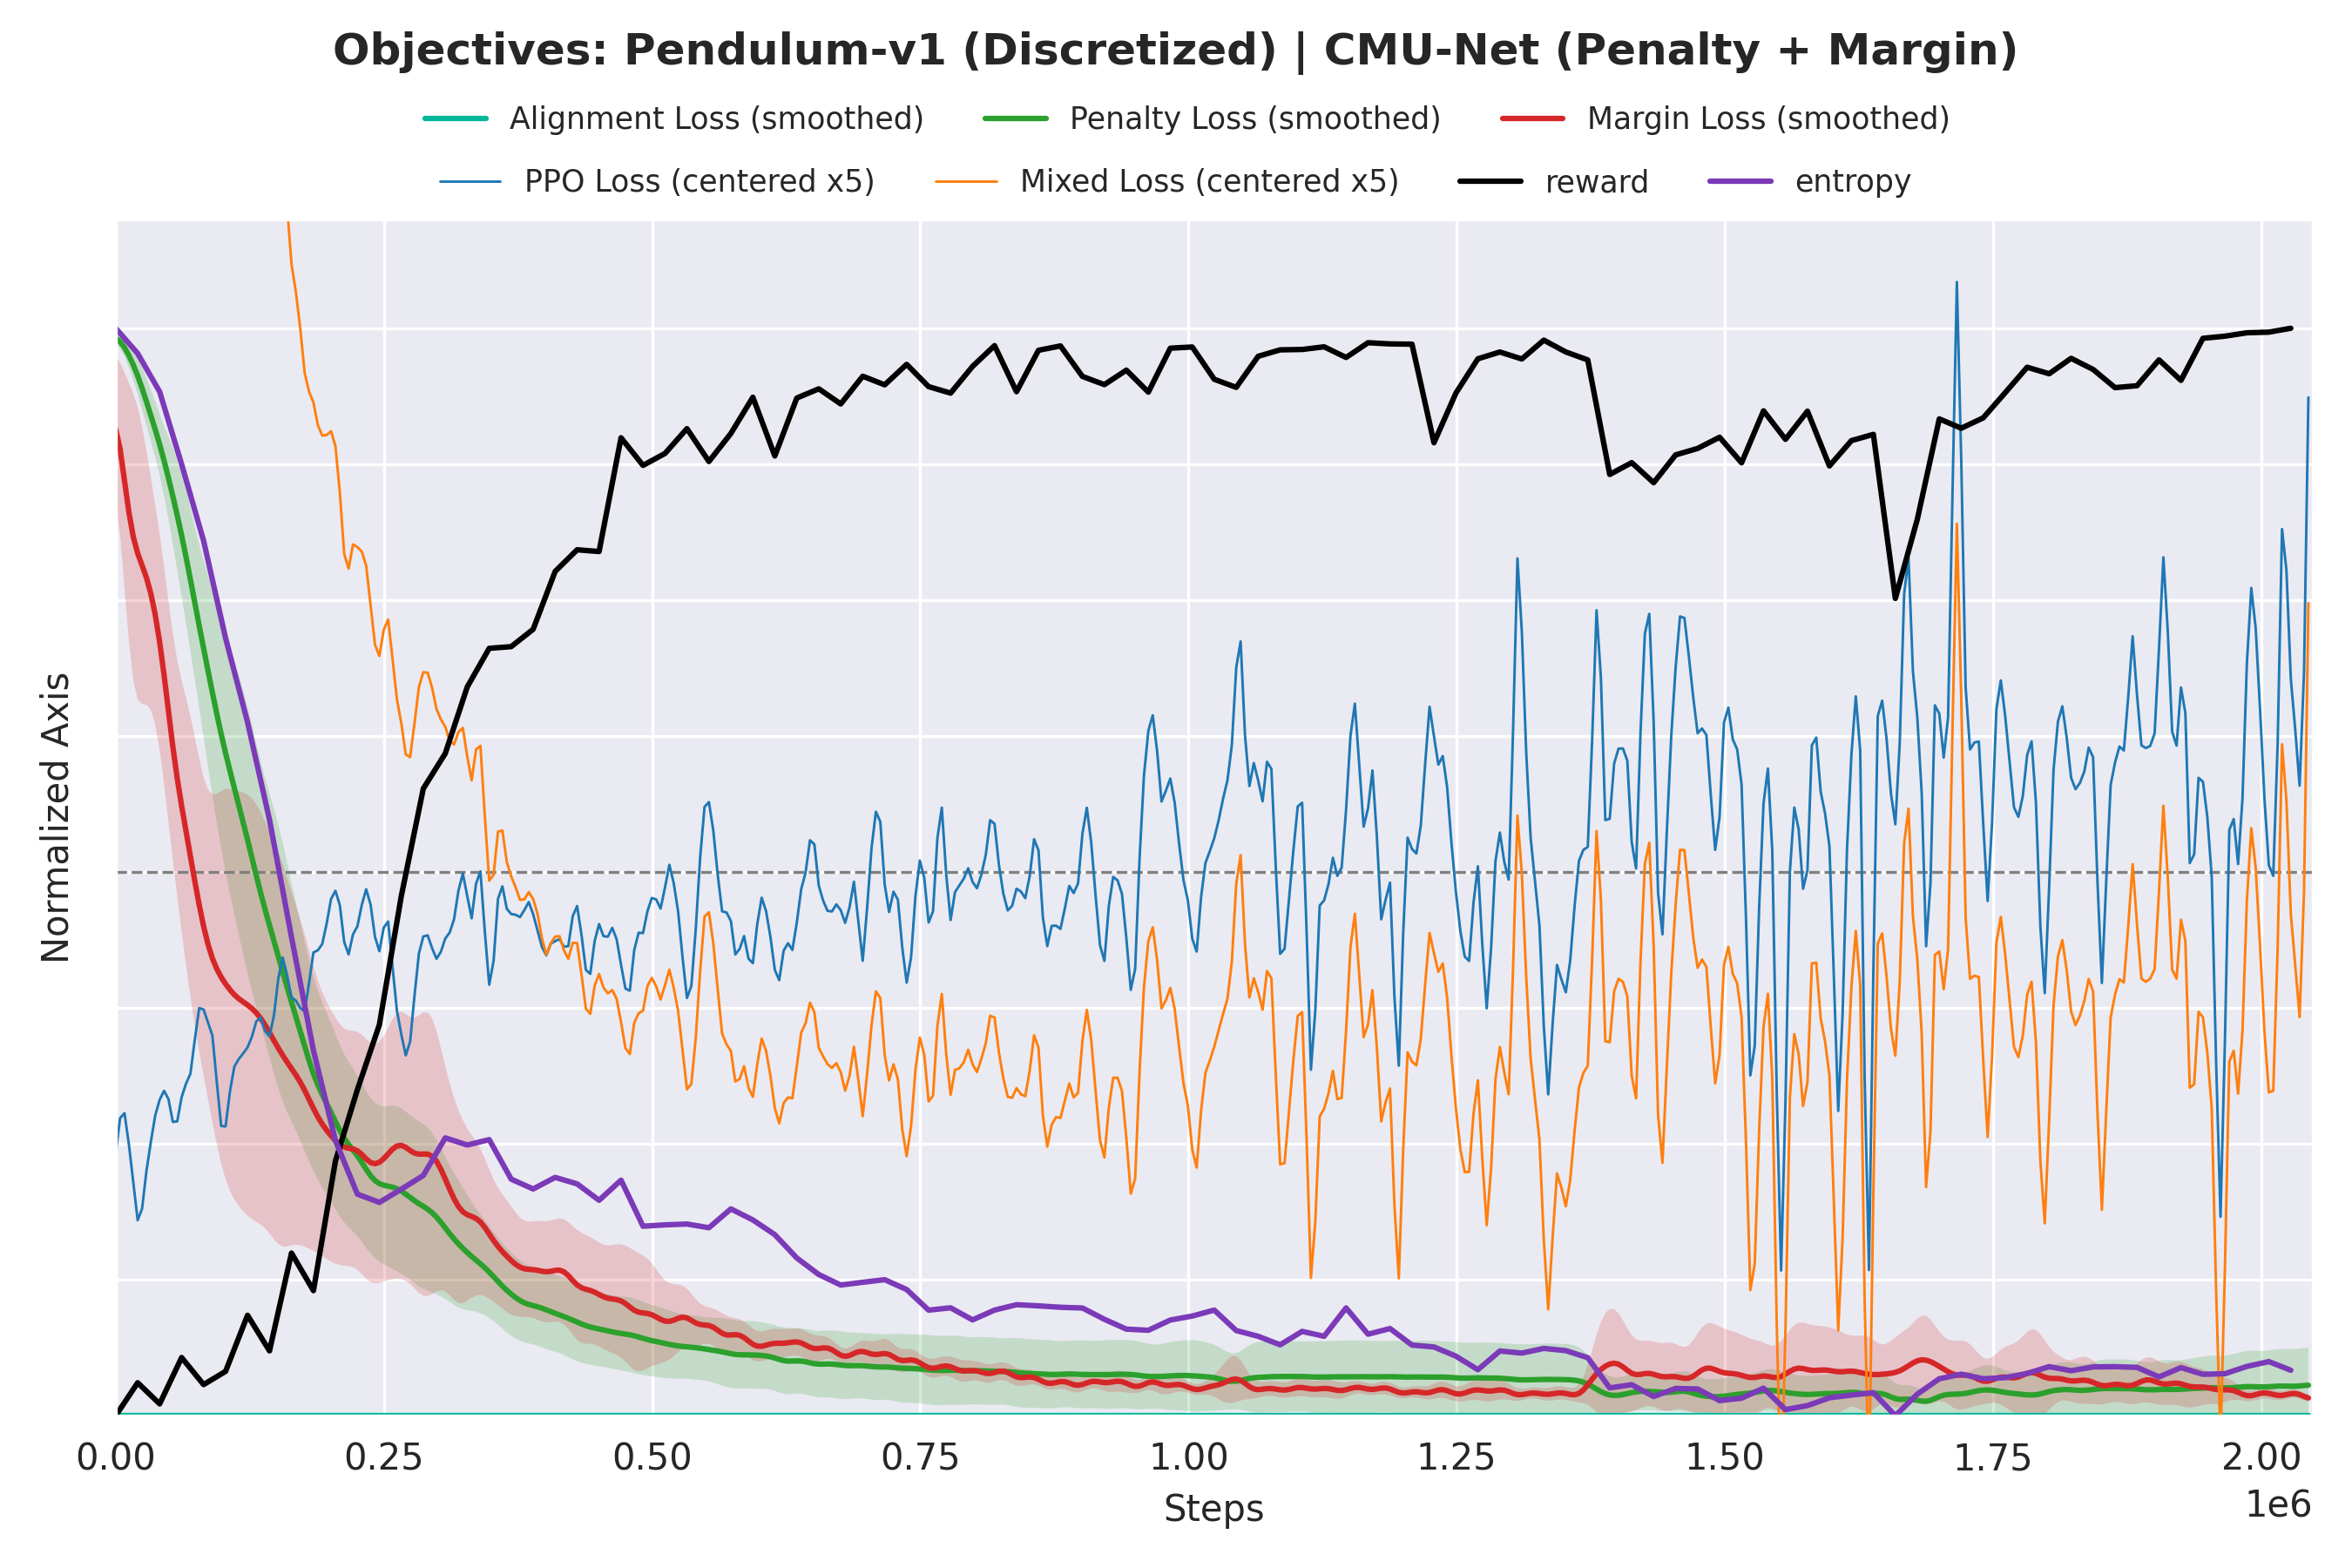 Objectives: Pendulum-v1 (Discretized) | CMU-Net (Penalty + Margin)
Alignment Loss (smoothed) Penalty Loss (smoothed) Margin Loss (smoothed)
PPO Loss (centered x5) Mixed Loss (centered x5) reward entropy
Normalized Axis
0.00 0.25 0.50 0.75 1.00 1.25 1.50 1.75 2.00
1e6
Steps